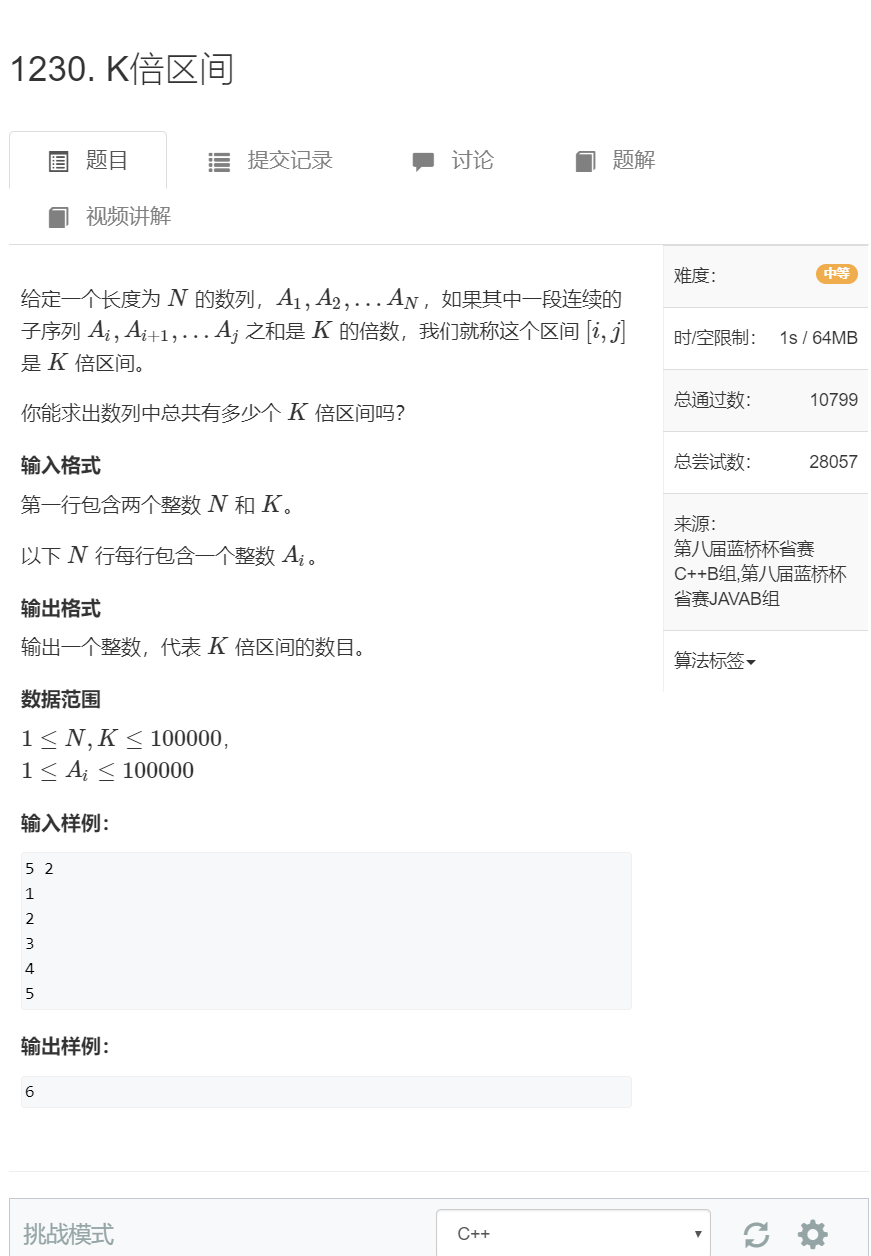 1230. K倍区间
题目 提交记录 讨论 题解
视频讲解
给定一个长度为 N 的数列，A₁, A₂, … A_N，如果其中一段连续的
子序列 A_i, A_{i+1}, … A_j 之和是 K 的倍数，我们就称这个区间 [i, j]
是 K 倍区间。
你能求出数列中总共有多少个 K 倍区间吗？
输入格式
第一行包含两个整数 N 和 K。
以下 N 行每行包含一个整数 A_i。
输出格式
输出一个整数，代表 K 倍区间的数目。
数据范围
1 ≤ N, K ≤ 100000,
1 ≤ A_i ≤ 100000
输入样例：
5 2
1
2
3
4
5
输出样例：
6
难度： 中等
时/空限制： 1s / 64MB
总通过数： 10799
总尝试数： 28057
来源：
第八届蓝桥杯省赛
C++B组,第八届蓝桥杯
省赛JAVAB组
算法标签
挑战模式 C++